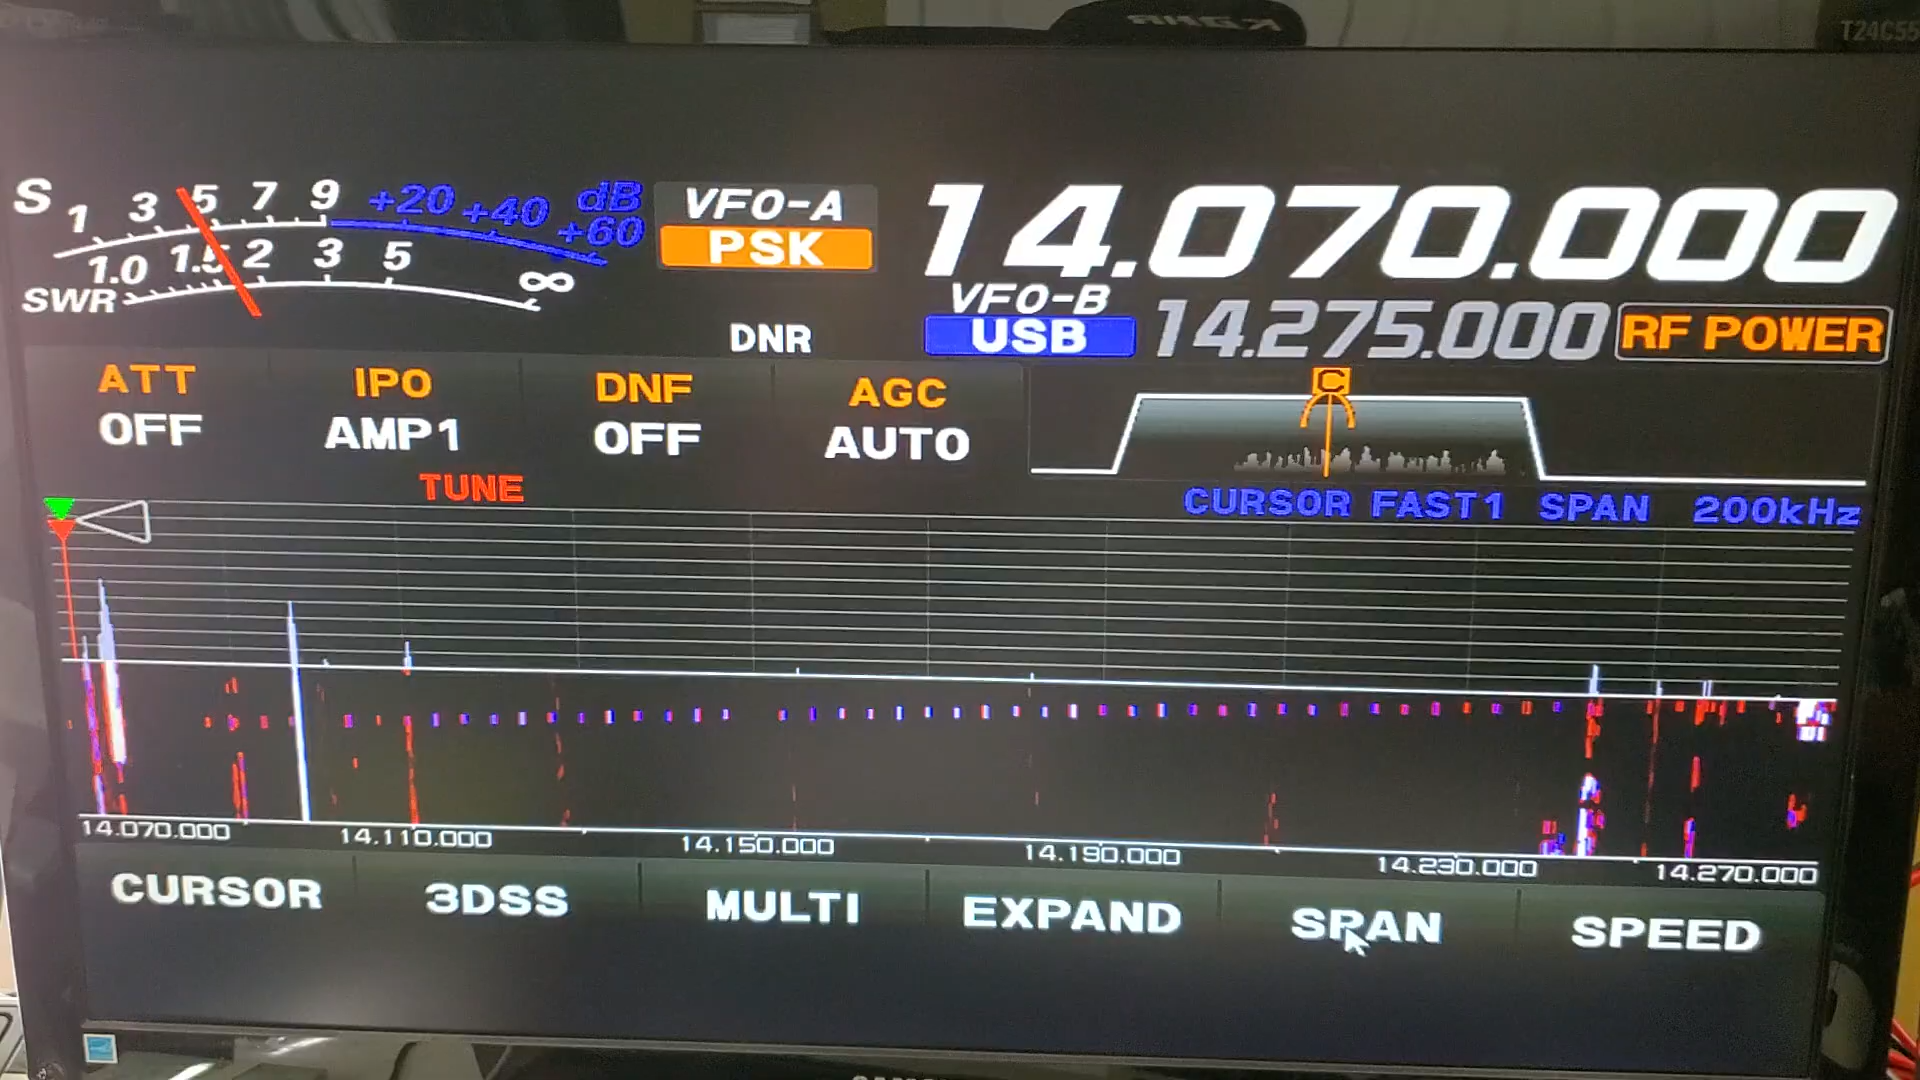 T24C55
S 1 3 5 7 9 +20 +40 +60 dB
SWR 1.0 1.5 2 3 5 ∞
VFO-A
PSK
14.070.000
VFO-B
USB
14.275.000
RF POWER
DNR
ATT
OFF
IPO
AMP1
DNF
OFF
AGC
AUTO
C
TUNE
CURSOR FAST1 SPAN 200kHz
14.070.000 14.110.000 14.150.000 14.190.000 14.230.000 14.270.000
CURSOR 3DSS MULTI EXPAND SPAN SPEED